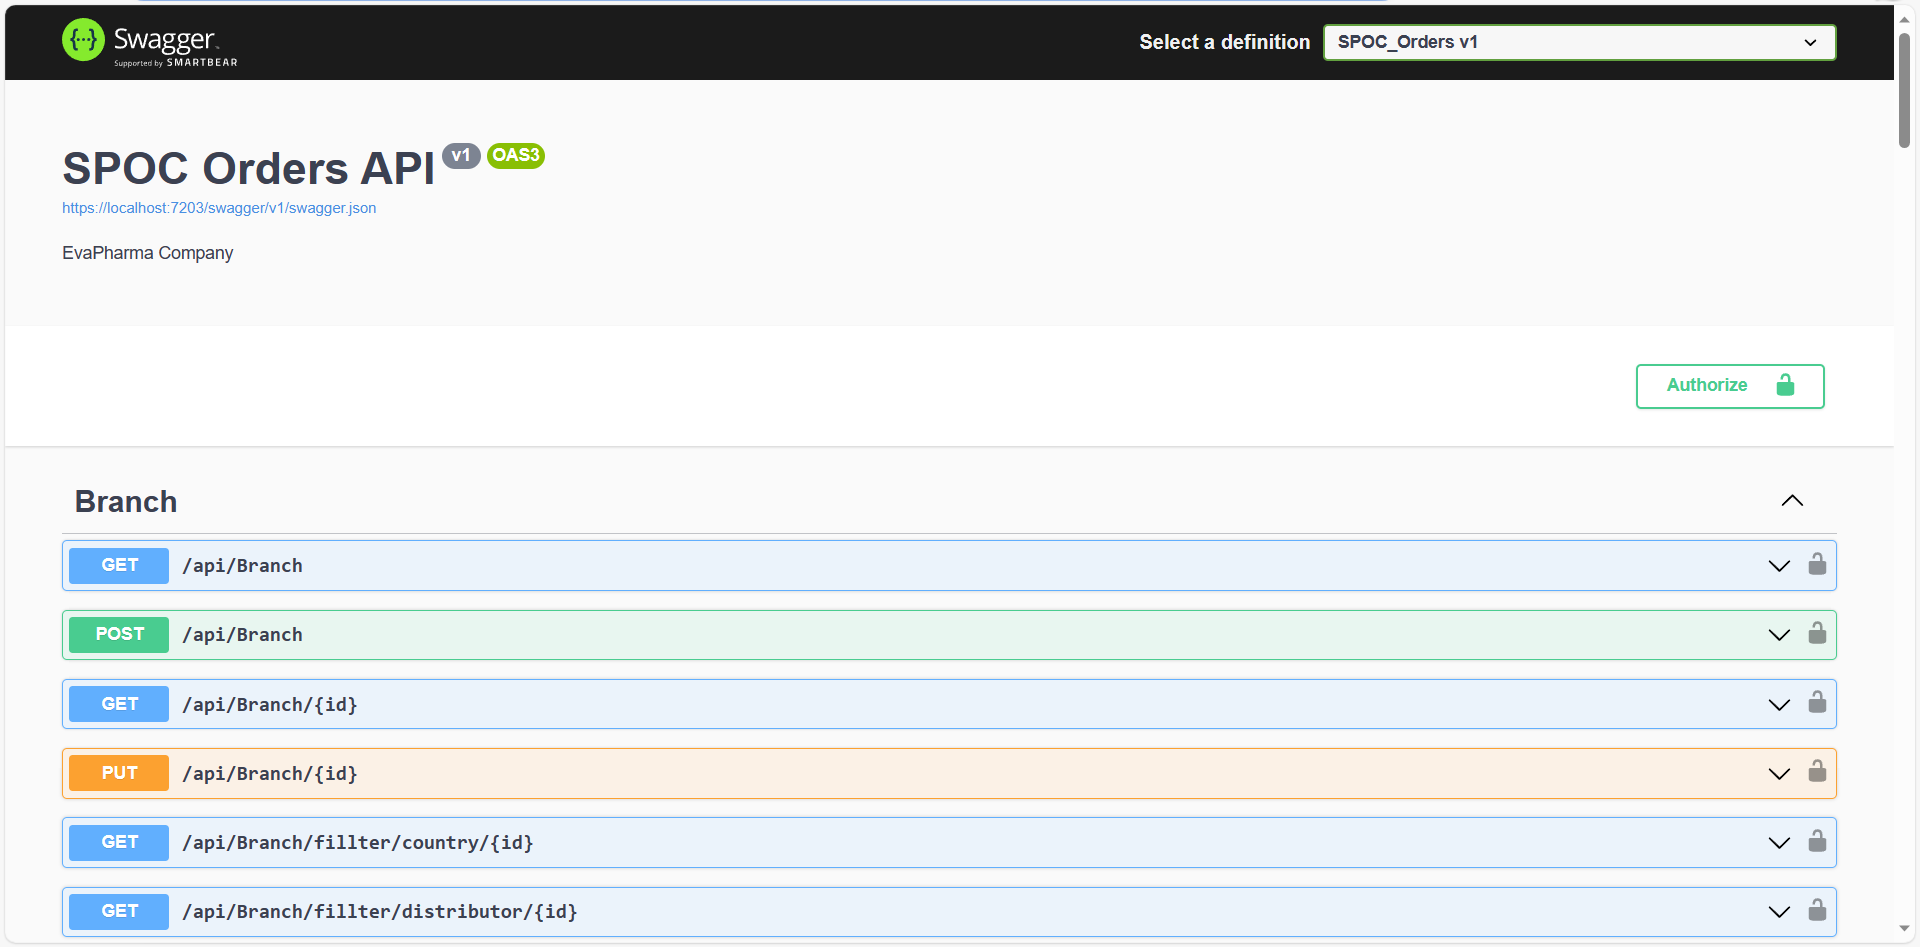 Swagger
Supported by SMARTBEAR
Select a definition
SPOC_Orders v1
SPOC Orders API v1 OAS3
https://localhost:7203/swagger/v1/swagger.json
EvaPharma Company
Authorize
Branch
GET /api/Branch
POST /api/Branch
GET /api/Branch/{id}
PUT /api/Branch/{id}
GET /api/Branch/fillter/country/{id}
GET /api/Branch/fillter/distributor/{id}